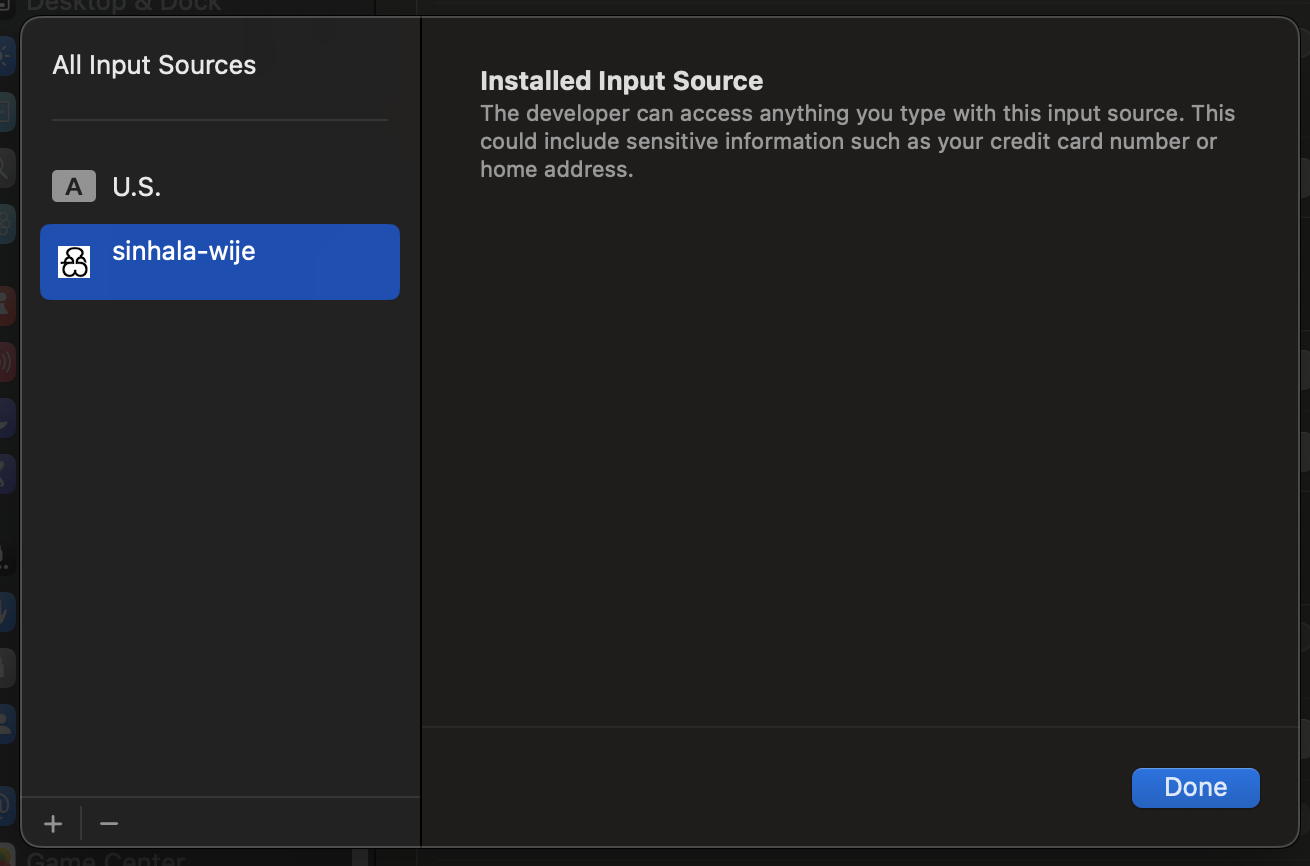 Desktop & Dock
All Input Sources
A U.S.
sinhala-wije
Installed Input Source
The developer can access anything you type with this input source. This
could include sensitive information such as your credit card number or
home address.
Done
+ −
Game Center